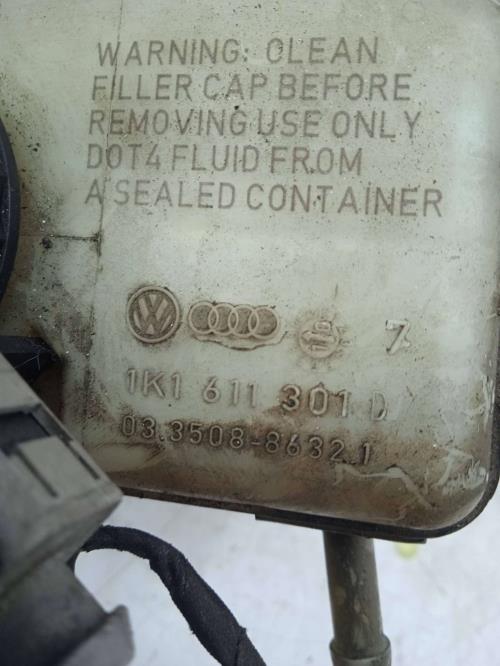 WARNING: CLEAN
FILLER CAP BEFORE
REMOVING USE ONLY
DOT4 FLUID FROM
A SEALED CONTAINER
VW 7
1K1 611 301 D
03.3508-8632.1